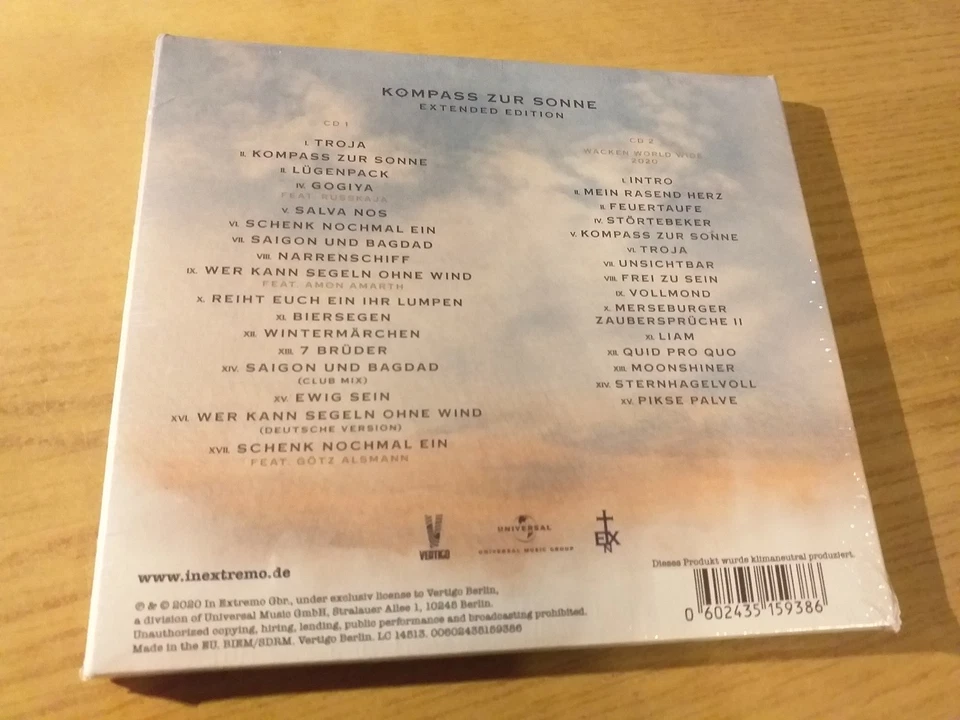 KOMPASS ZUR SONNE
EXTENDED EDITION
CD 1
I. TROJA
II. KOMPASS ZUR SONNE
II. LÜGENPACK
IV. GOGIYA
FEAT. RUSSKAJA
V. SALVA NOS
VI. SCHENK NOCHMAL EIN
VII. SAIGON UND BAGDAD
VIII. NARRENSCHIFF
IX. WER KANN SEGELN OHNE WIND
FEAT. AMON AMARTH
X. REIHT EUCH EIN IHR LUMPEN
XI. BIERSEGEN
XII. WINTERMÄRCHEN
XIII. 7 BRÜDER
XIV. SAIGON UND BAGDAD
(CLUB MIX)
XV. EWIG SEIN
XVI. WER KANN SEGELN OHNE WIND
(DEUTSCHE VERSION)
XVII. SCHENK NOCHMAL EIN
FEAT. GÖTZ ALSMANN
CD 2
WACKEN WORLD WIDE
2020
I. INTRO
II. MEIN RASEND HERZ
II. FEUERTAUFE
IV. STÖRTEBEKER
V. KOMPASS ZUR SONNE
VI. TROJA
VII. UNSICHTBAR
VIII. FREI ZU SEIN
IX. VOLLMOND
X. MERSEBURGER
ZAUBERSPRÜCHE II
XI. LIAM
XII. QUID PRO QUO
XIII. MOONSHINER
XIV. STERNHAGELVOLL
XV. PIKSE PALVE
VERTIGO
UNIVERSAL
UNIVERSAL MUSIC GROUP
www.inextremo.de
℗ & © 2020 In Extremo Gbr., under exclusiv license to Vertigo Berlin,
a division of Universal Music GmbH, Stralauer Allee 1, 10245 Berlin.
Unauthorized copying, hiring, lending, public performance and broadcasting prohibited.
Made in the EU. BIEM/SDRM. Vertigo Berlin. LC 14513. 00602435159386
Dieses Produkt wurde klimaneutral produziert.
0 602435 159386